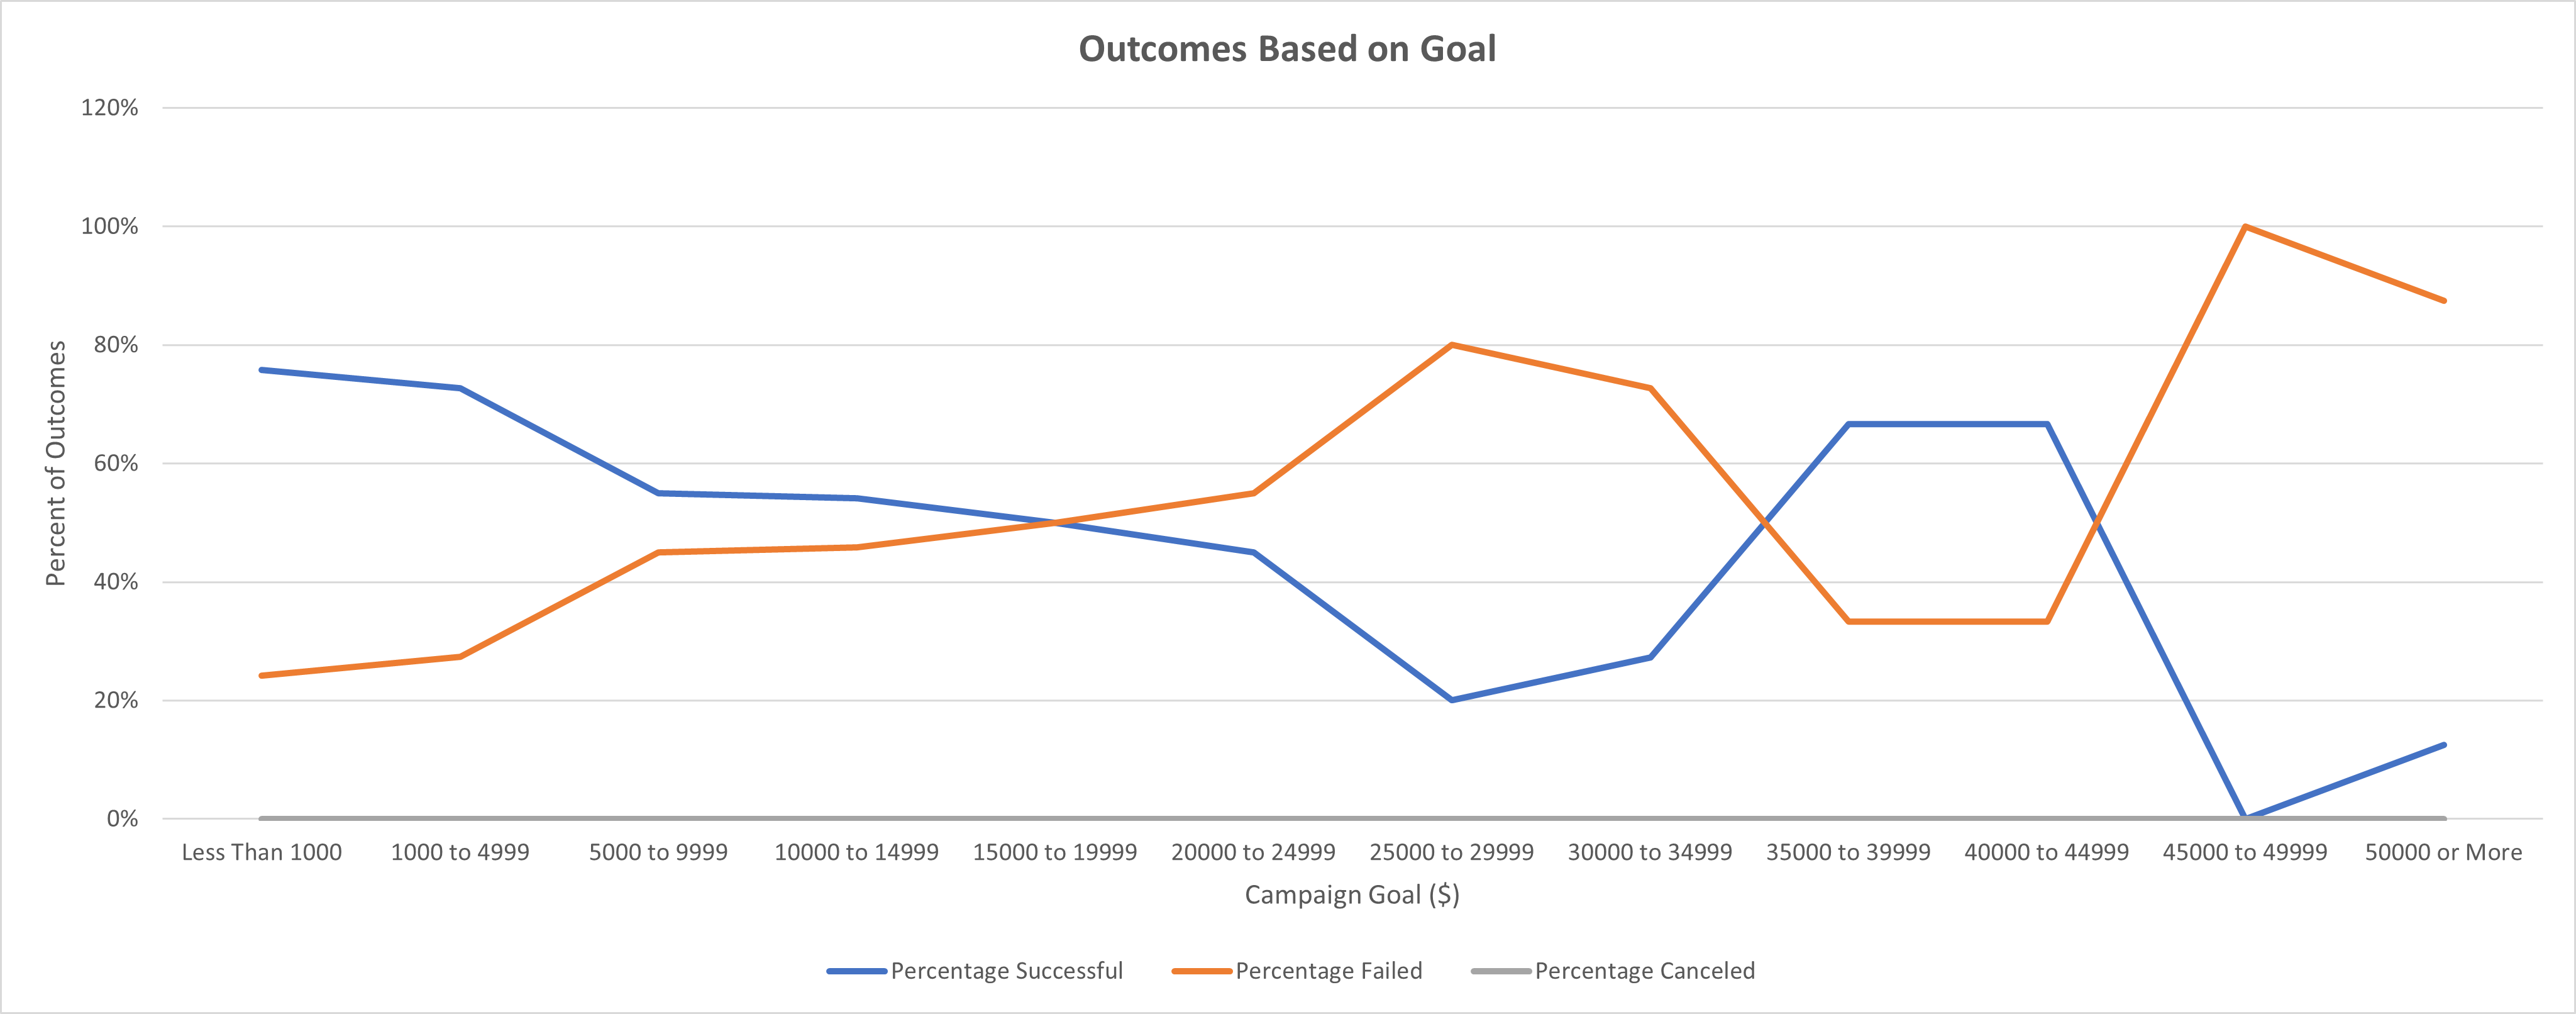 Outcomes Based on Goal
120%
100%
80%
60%
40%
20%
0%
Percent of Outcomes
Less Than 1000 1000 to 4999 5000 to 9999 10000 to 14999 15000 to 19999 20000 to 24999 25000 to 29999 30000 to 34999 35000 to 39999 40000 to 44999 45000 to 49999 50000 or More
Campaign Goal ($)
Percentage Successful Percentage Failed Percentage Canceled